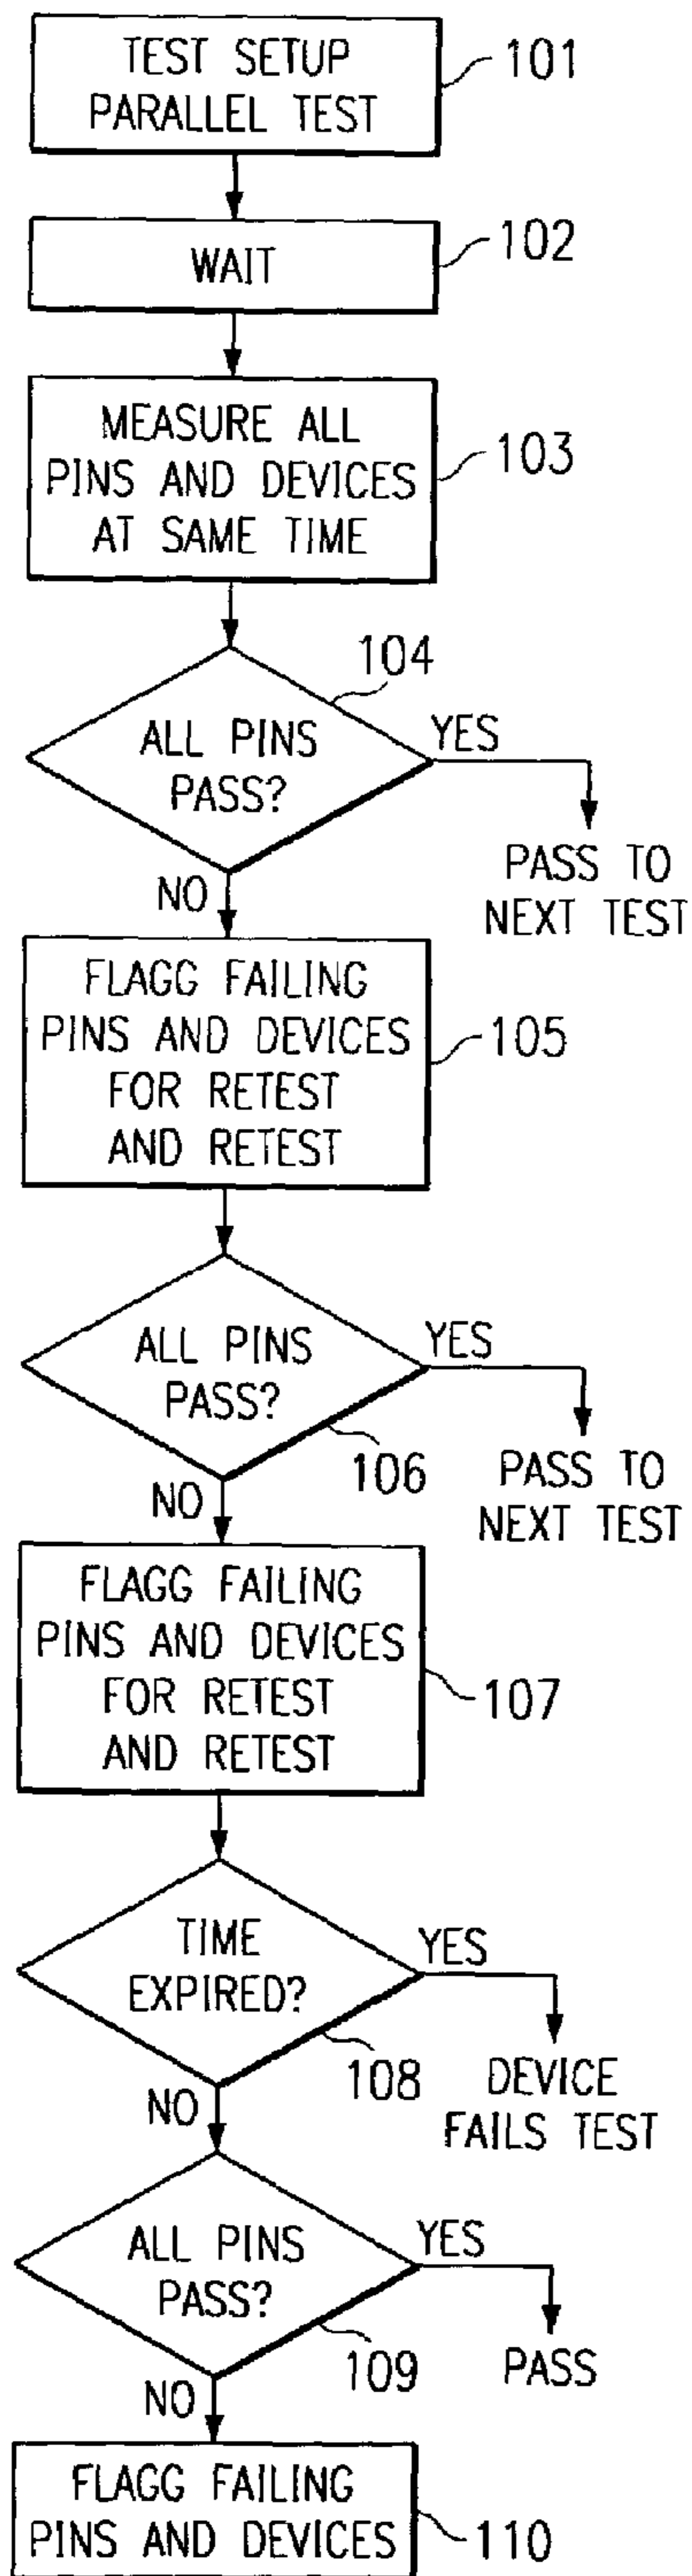 TEST SETUP
PARALLEL TEST
101
WAIT
102
MEASURE ALL
PINS AND DEVICES
AT SAME TIME
103
104
ALL PINS
PASS?
YES
PASS TO
NEXT TEST
NO
FLAGG FAILING
PINS AND DEVICES
FOR RETEST
AND RETEST
105
ALL PINS
PASS?
YES
106
PASS TO
NEXT TEST
NO
FLAGG FAILING
PINS AND DEVICES
FOR RETEST
AND RETEST
107
TIME
EXPIRED?
YES
108
DEVICE
FAILS TEST
NO
ALL PINS
PASS?
YES
109
PASS
NO
FLAGG FAILING
PINS AND DEVICES
110